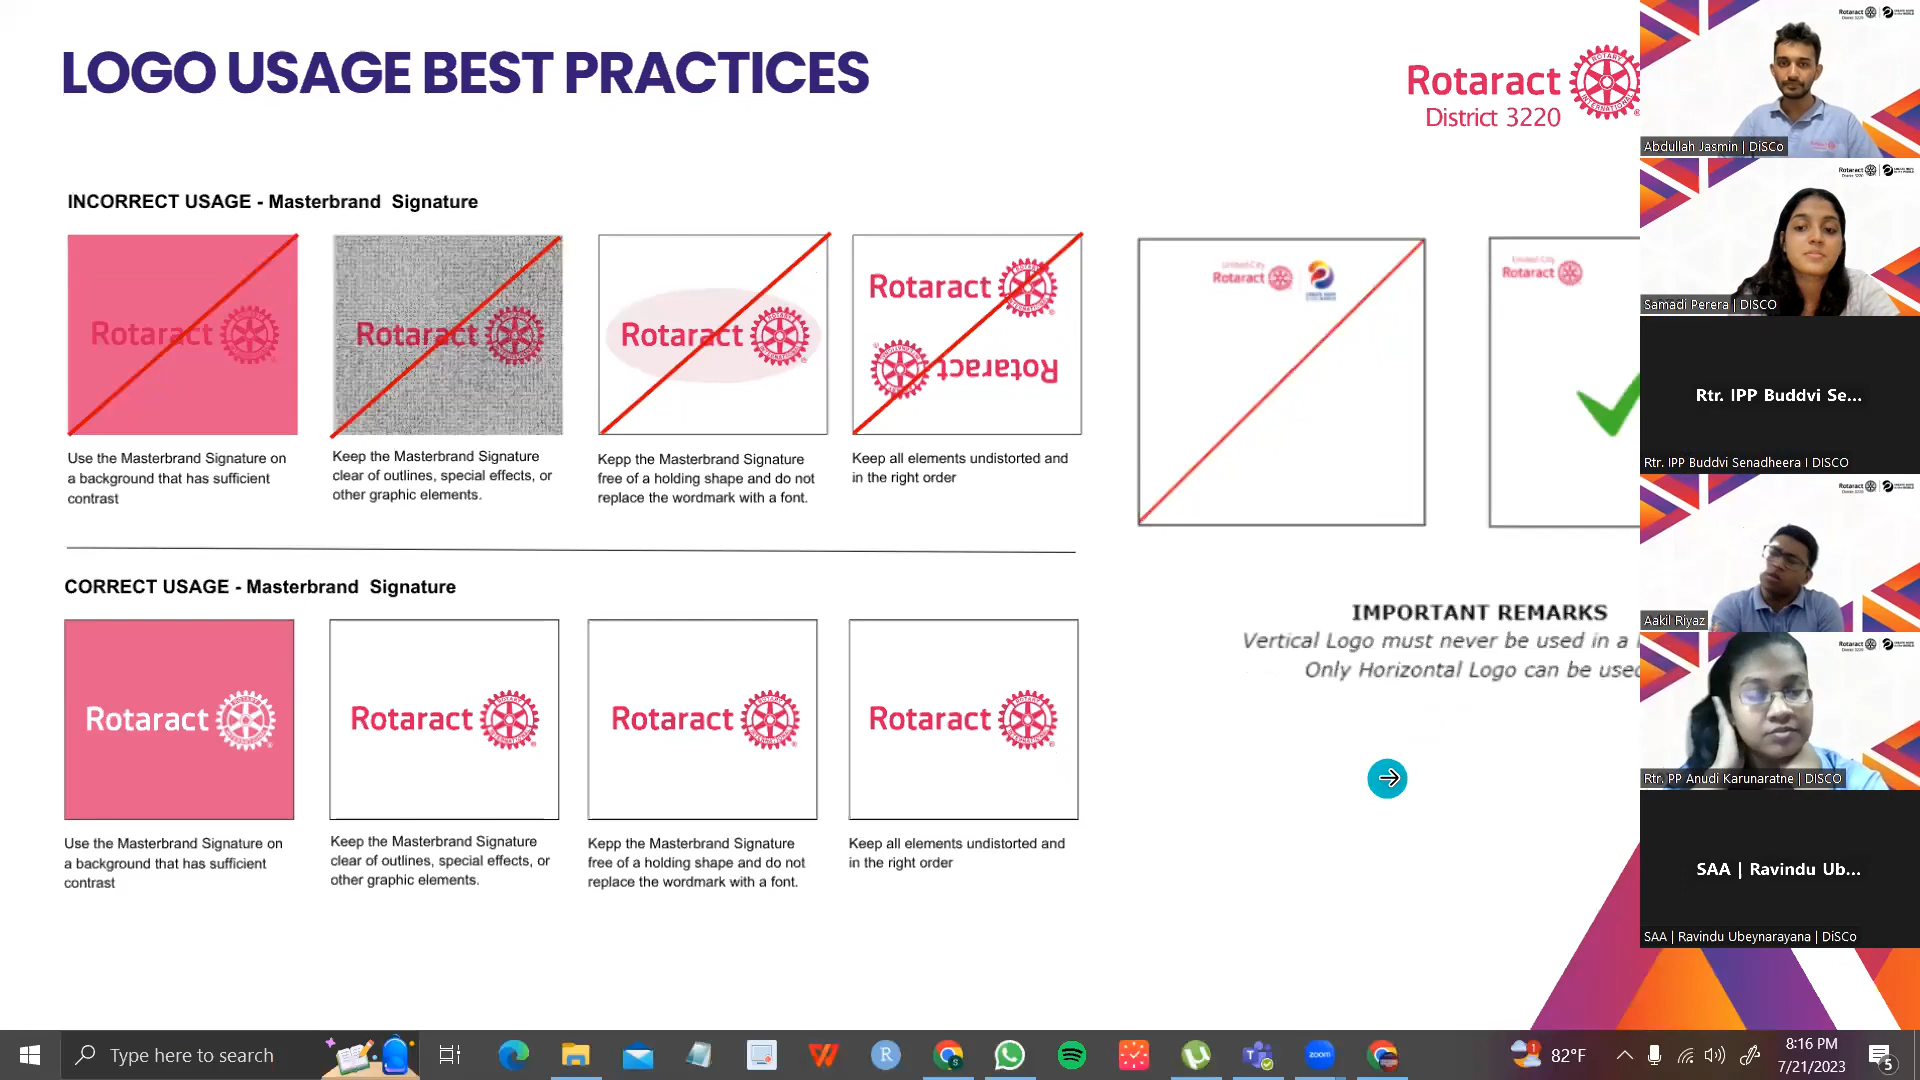 LOGO USAGE BEST PRACTICES
Rotaract
District 3220
ROTARY
INTERNATIONAL
INCORRECT USAGE - Masterbrand Signature
Rotaract
Rotaract
Rotaract
Rotaract
Rotaract
Rotaract
Rotaract
Use the Masterbrand Signature on
a background that has sufficient
contrast
Keep the Masterbrand Signature
clear of outlines, special effects, or
other graphic elements.
Kepp the Masterbrand Signature
free of a holding shape and do not
replace the wordmark with a font.
Keep all elements undistorted and
in the right order
CORRECT USAGE - Masterbrand Signature
Rotaract
Rotaract
Rotaract
Rotaract
Use the Masterbrand Signature on
a background that has sufficient
contrast
Keep the Masterbrand Signature
clear of outlines, special effects, or
other graphic elements.
Kepp the Masterbrand Signature
free of a holding shape and do not
replace the wordmark with a font.
Keep all elements undistorted and
in the right order
IMPORTANT REMARKS
Vertical Logo must never be used in a
Only Horizontal Logo can be used
Abdullah Jasmin | DiSCo
Samadi Perera | DISCO
Rtr. IPP Buddvi Se...
Rtr. IPP Buddvi Senadheera I DISCO
Aakil Riyaz
Rtr. PP Anudi Karunaratne | DISCO
SAA | Ravindu Ub...
SAA | Ravindu Ubeynarayana | DiSCo
Type here to search
zoom
82°F
8:16 PM
7/21/2023
5